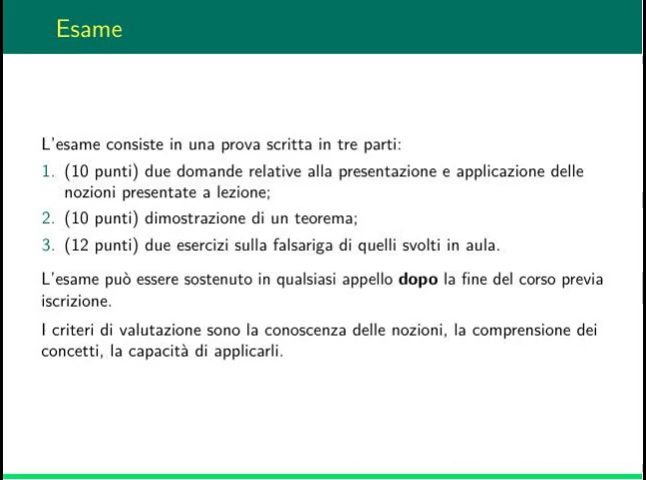 Esame
L'esame consiste in una prova scritta in tre parti:
1. (10 punti) due domande relative alla presentazione e applicazione delle
nozioni presentate a lezione;
2. (10 punti) dimostrazione di un teorema;
3. (12 punti) due esercizi sulla falsariga di quelli svolti in aula.
L'esame può essere sostenuto in qualsiasi appello dopo la fine del corso previa
iscrizione.
I criteri di valutazione sono la conoscenza delle nozioni, la comprensione dei
concetti, la capacità di applicarli.